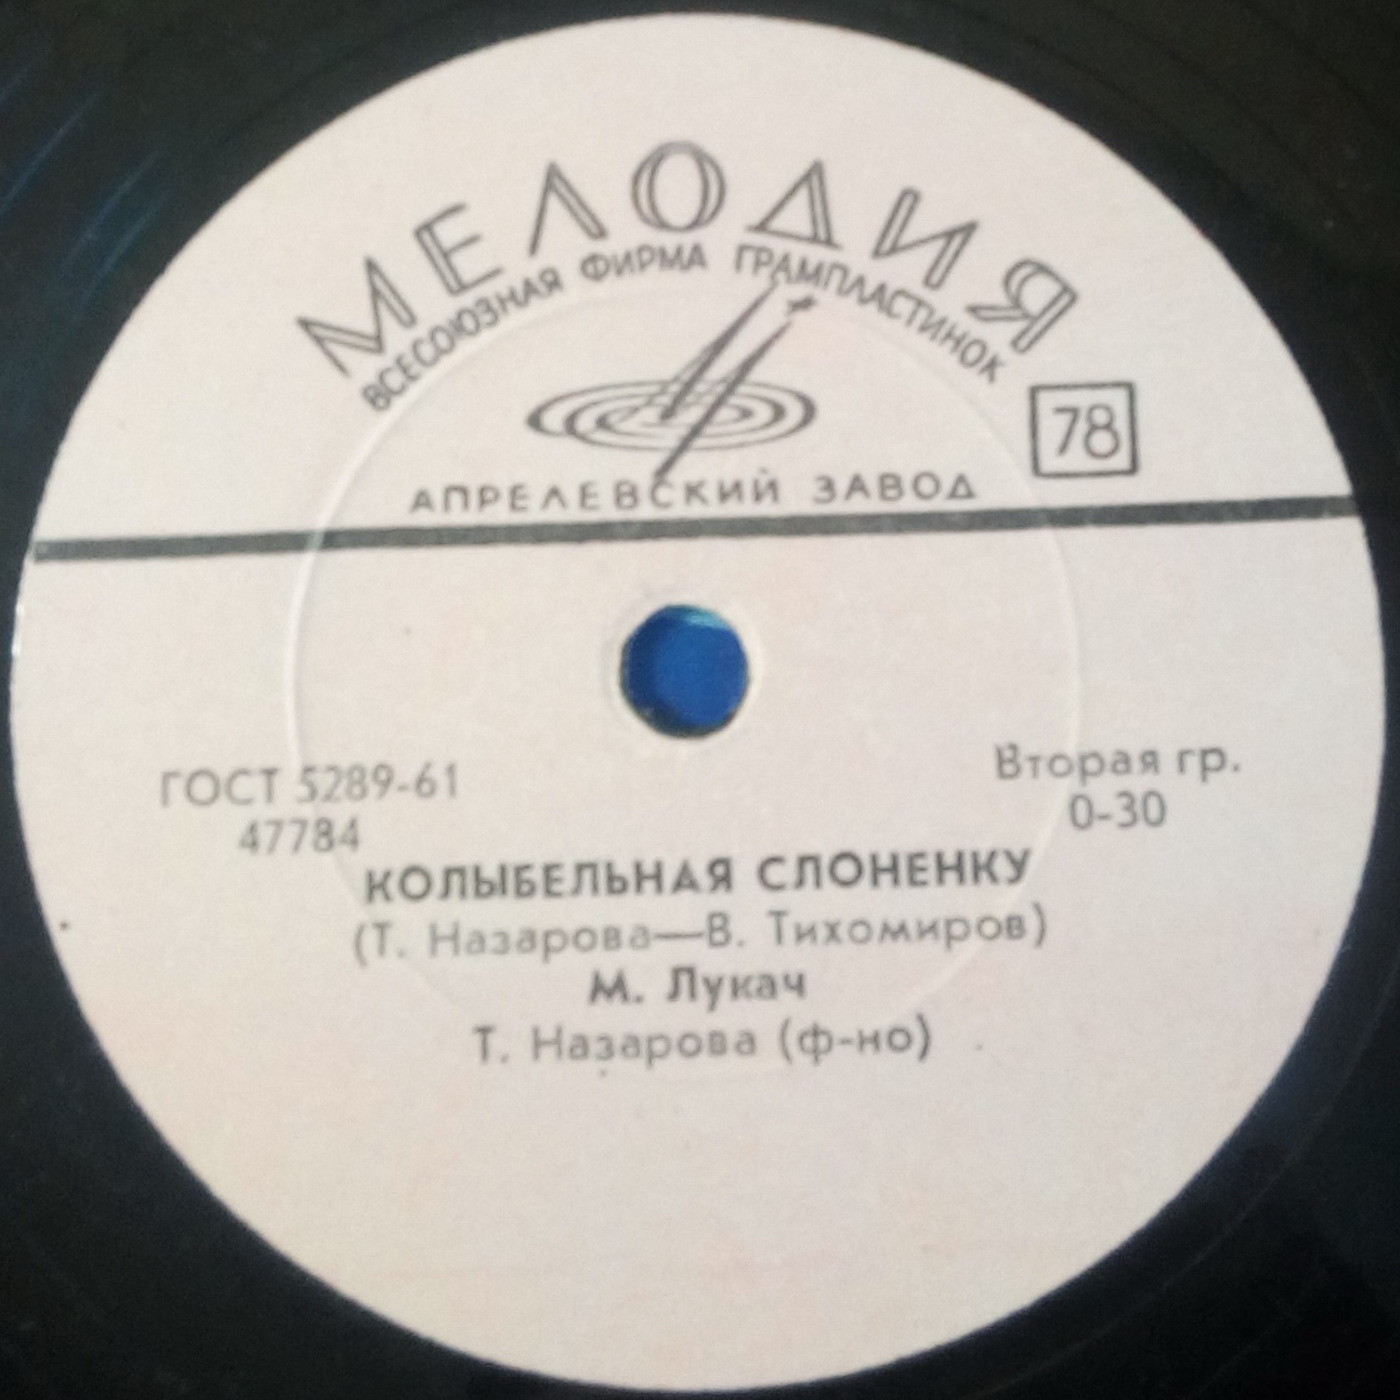 МЕЛОДИЯ
ВСЕСОЮЗНАЯ ФИРМА ГРАМПЛАСТИНОК
78
АПРЕЛЕВСКИЙ ЗАВОД
ГОСТ 5289-61
47784
Вторая гр.
0-30
КОЛЫБЕЛЬНАЯ СЛОНЕНКУ
(Т. Назарова—В. Тихомиров)
М. Лукач
Т. Назарова (ф-но)